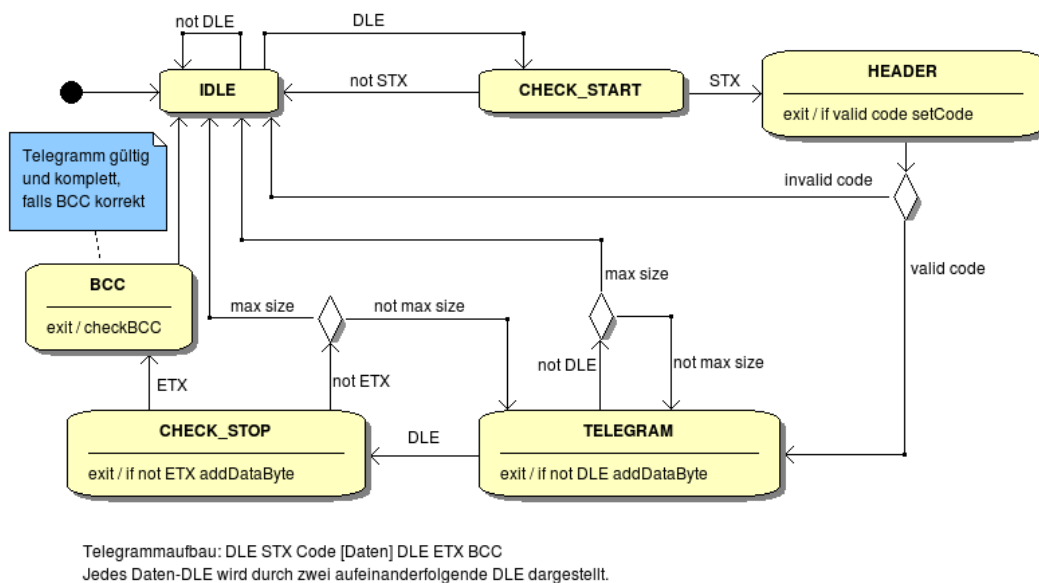 not DLE
DLE
IDLE
not STX
CHECK_START
STX
HEADER
exit / if valid code setCode
Telegramm gültig
und komplett,
falls BCC korrekt
invalid code
valid code
BCC
exit / checkBCC
max size
not max size
max size
not DLE
not max size
ETX
not ETX
CHECK_STOP
exit / if not ETX addDataByte
DLE
TELEGRAM
exit / if not DLE addDataByte
Telegrammaufbau: DLE STX Code [Daten] DLE ETX BCC
Jedes Daten-DLE wird durch zwei aufeinanderfolgende DLE dargestellt.